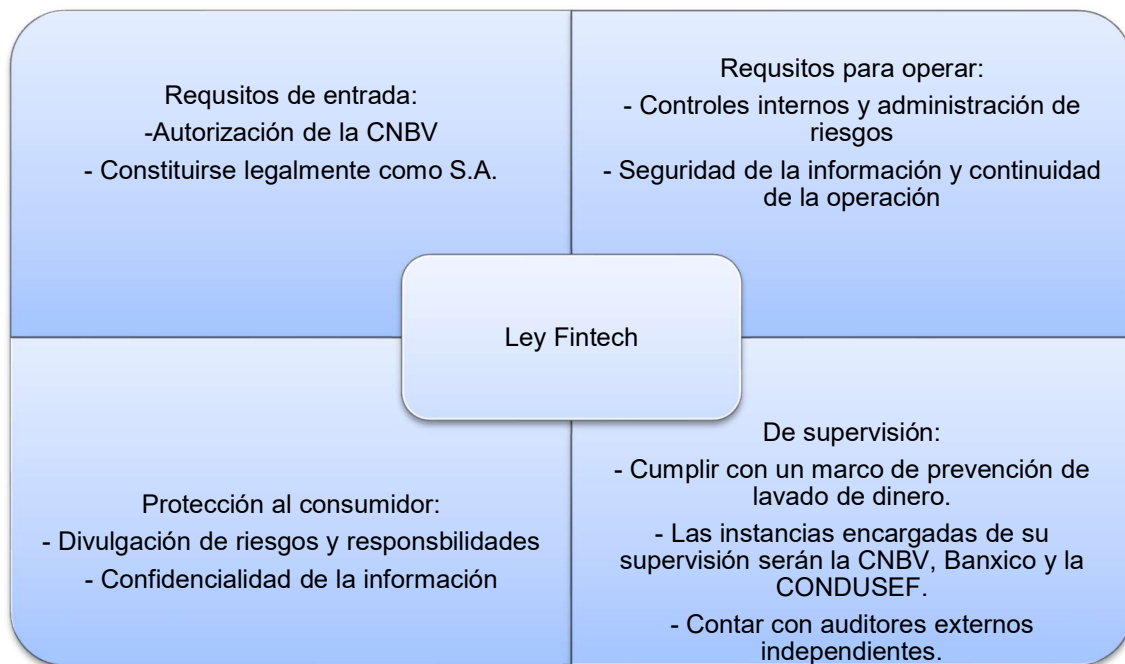 Requsitos de entrada:
-Autorización de la CNBV
- Constituirse legalmente como S.A.
Requsitos para operar:
- Controles internos y administración de
riesgos
- Seguridad de la información y continuidad
de la operación
Ley Fintech
Protección al consumidor:
- Divulgación de riesgos y responsbilidades
- Confidencialidad de la información
De supervisión:
- Cumplir con un marco de prevención de
lavado de dinero.
- Las instancias encargadas de su
supervisión serán la CNBV, Banxico y la
CONDUSEF.
- Contar con auditores externos
independientes.